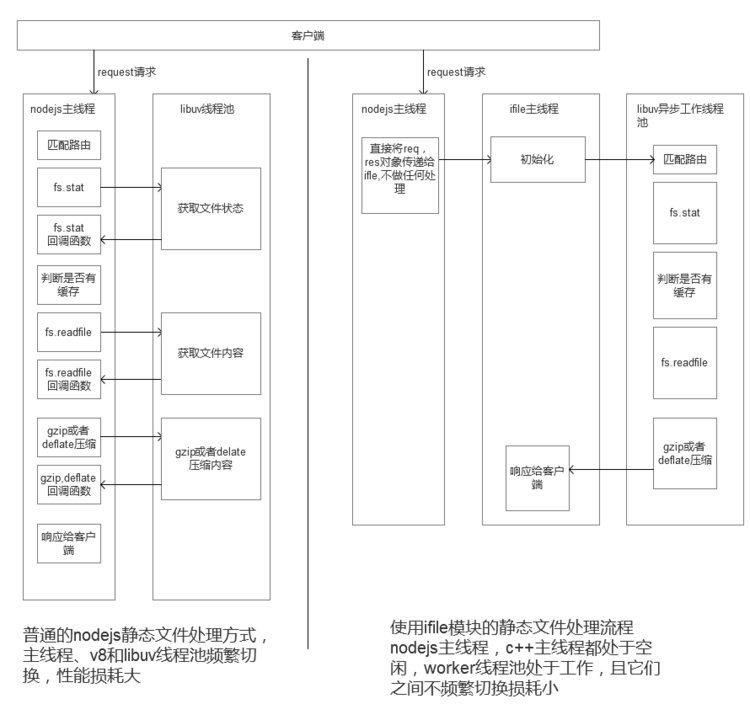 客户端
request请求
nodejs主线程
libuv线程池
匹配路由
fs.stat
获取文件状态
fs.stat
回调函数
判断是否有
缓存
fs.readfile
获取文件内容
fs.readfile
回调函数
gzip或者
deflate压缩
gzip或者delate
压缩内容
gzip,deflate
回调函数
响应给客户
端
普通的nodejs静态文件处理方式，
主线程、v8和libuv线程池频繁切
换，性能损耗大
request请求
nodejs主线程
ifile主线程
libuv异步工作线程
池
直接将req，
res对象传递给
ifle,不做任何处
理
初始化
匹配路由
fs.stat
判断是否有
缓存
fs.readfile
gzip或者
deflate压缩
响应给客户
端
使用ifile模块的静态文件处理流程
nodejs主线程，c++主线程都处于空
闲，worker线程池处于工作，且它们
之间不频繁切换损耗小